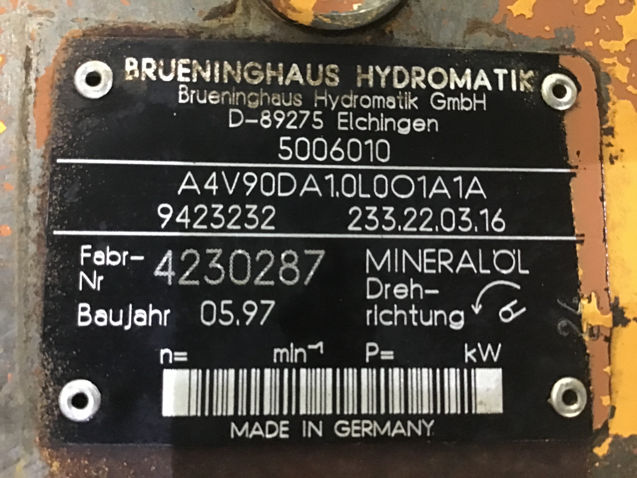 BRUENINGHAUS HYDROMATIK
Brueninghaus Hydromatik GmbH
D-89275 Elchingen
5006010
A4V90DA1.0L0O1A1A
9423232 233.22.03.16
Fabr-Nr 4230287 MINERALÖL
Baujahr 05.97 Dreh-richtung
n= min⁻¹ P= kW
MADE IN GERMANY